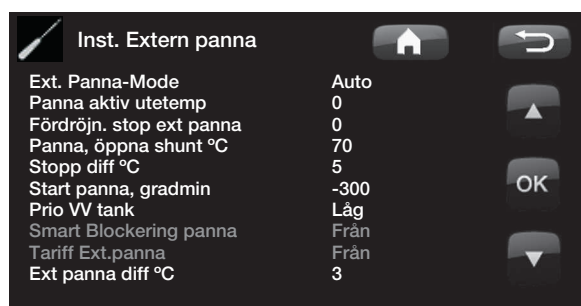 Inst. Extern panna
Ext. Panna-Mode Auto
Panna aktiv utetemp 0
Fördröjn. stop ext panna 0
Panna, öppna shunt ºC 70
Stopp diff ºC 5
Start panna, gradmin -300
Prio VV tank Låg
Smart Blockering panna Från
Tariff Ext.panna Från
Ext panna diff ºC 3
OK